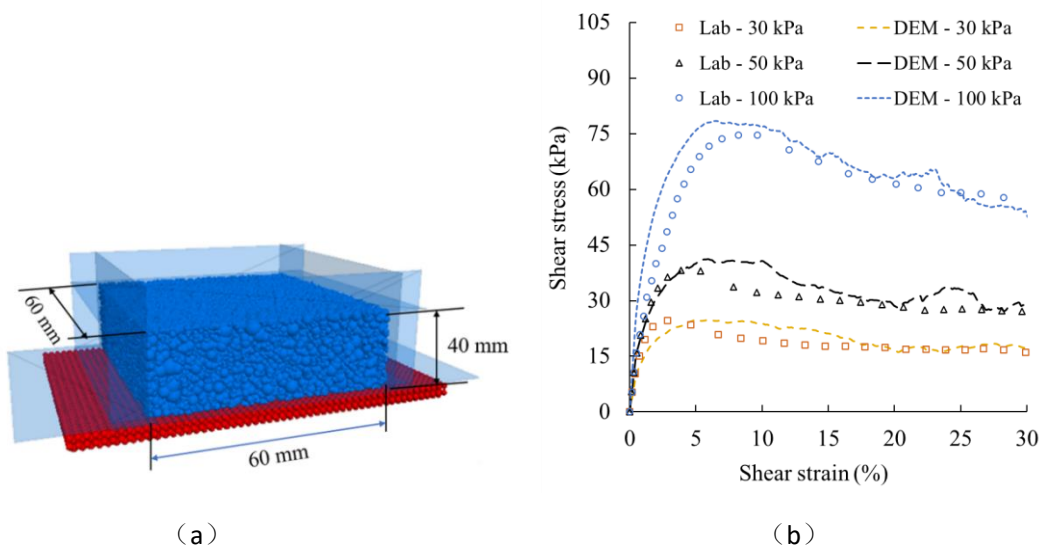 60 mm
40 mm
60 mm
(a)
Shear stress (kPa)
105
90
75
60
45
30
15
0
Lab - 30 kPa
DEM - 30 kPa
Lab - 50 kPa
DEM - 50 kPa
Lab - 100 kPa
DEM - 100 kPa
0 5 10 15 20 25 30
Shear strain (%)
(b)